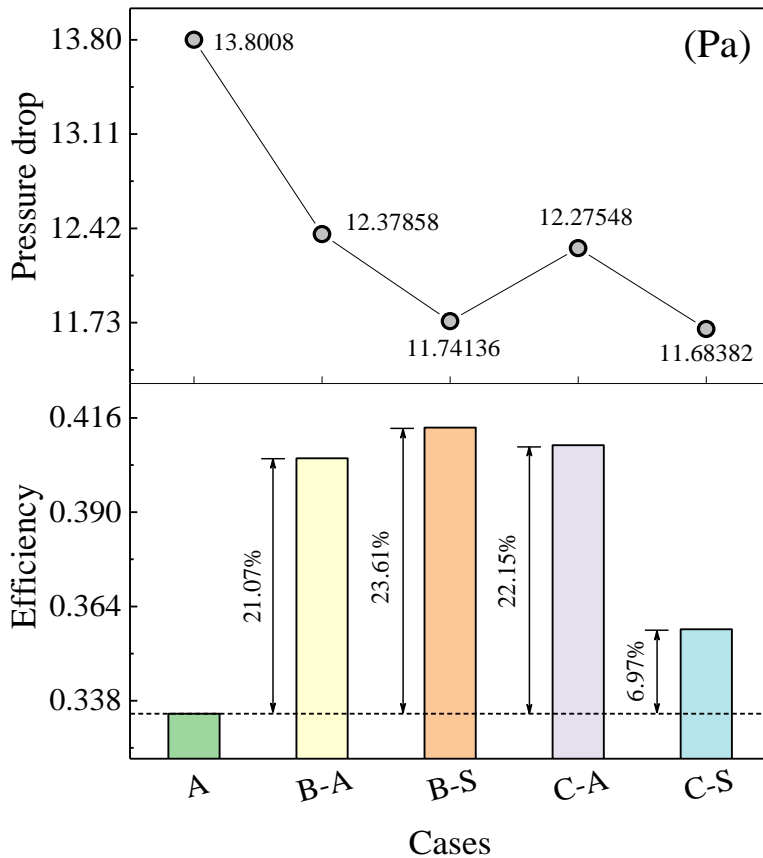 (Pa)
Pressure drop
13.80
13.11
12.42
11.73
13.8008
12.37858
11.74136
12.27548
11.68382
Efficiency
0.416
0.390
0.364
0.338
21.07%
23.61%
22.15%
6.97%
A
B-A
B-S
C-A
C-S
Cases